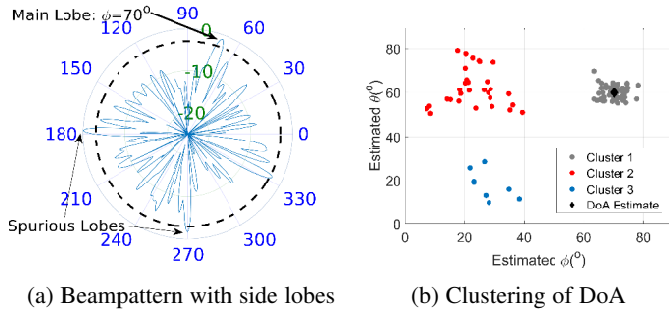 Main Lobe: ϕ=70°
90
120
60
150
30
180
0
210
330
240
300
270
0
-10
-20
Spurious Lobes
(a) Beampattern with side lobes
80
60
40
20
0
Estimated θ(°)
0
20
40
60
80
Estimated ϕ(°)
Cluster 1
Cluster 2
Cluster 3
DoA Estimate
(b) Clustering of DoA